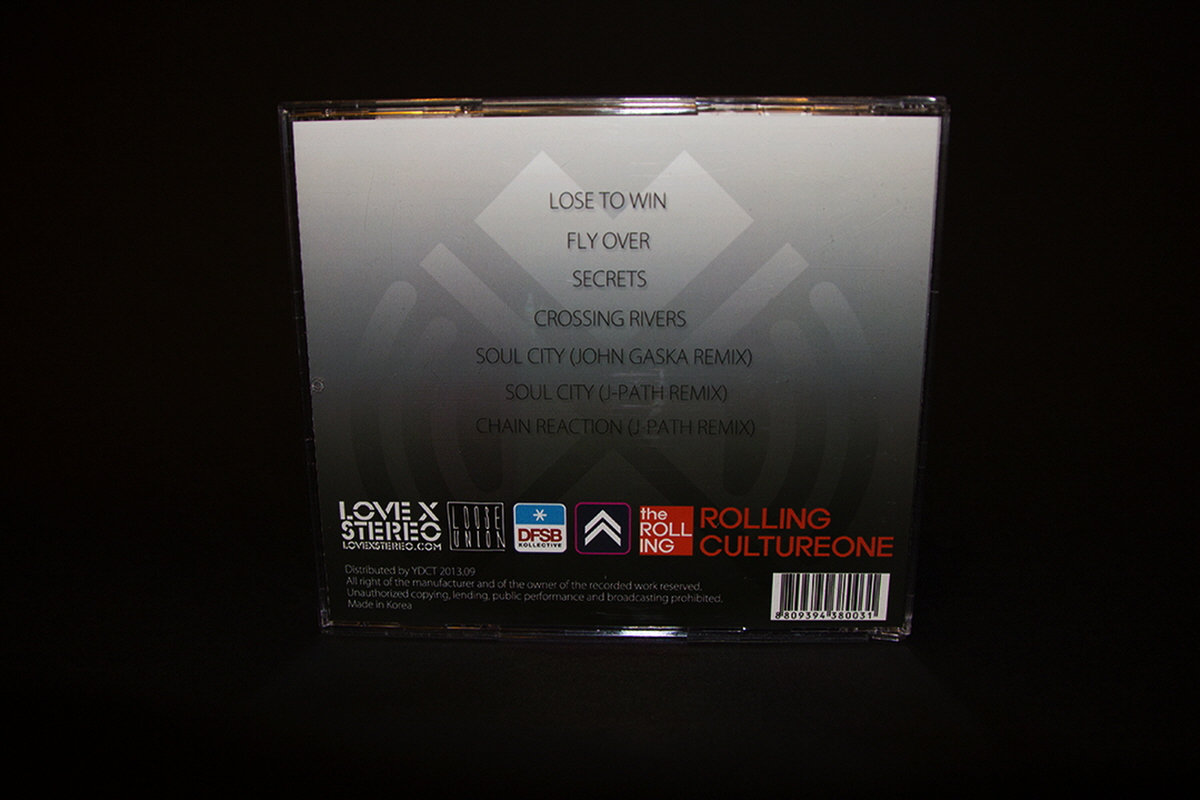 LOSE TO WIN
FLY OVER
SECRETS
CROSSING RIVERS
SOUL CITY (JOHN GASKA REMIX)
SOUL CITY (J-PATH REMIX)
CHAIN REACTION (J-PATH REMIX)
LOVE X
STEREO
LOVEXSTEREO.COM
LOOSE
UNION
DFSB
KOLLECTIVE
the
ROLL
ING
ROLLING
CULTUREONE
Distributed by YDCT 2013.09
All right of the manufacturer and of the owner of the recorded work reserved.
Unauthorized copying, lending, public performance and broadcasting prohibited.
Made in Korea
8 809394 380031